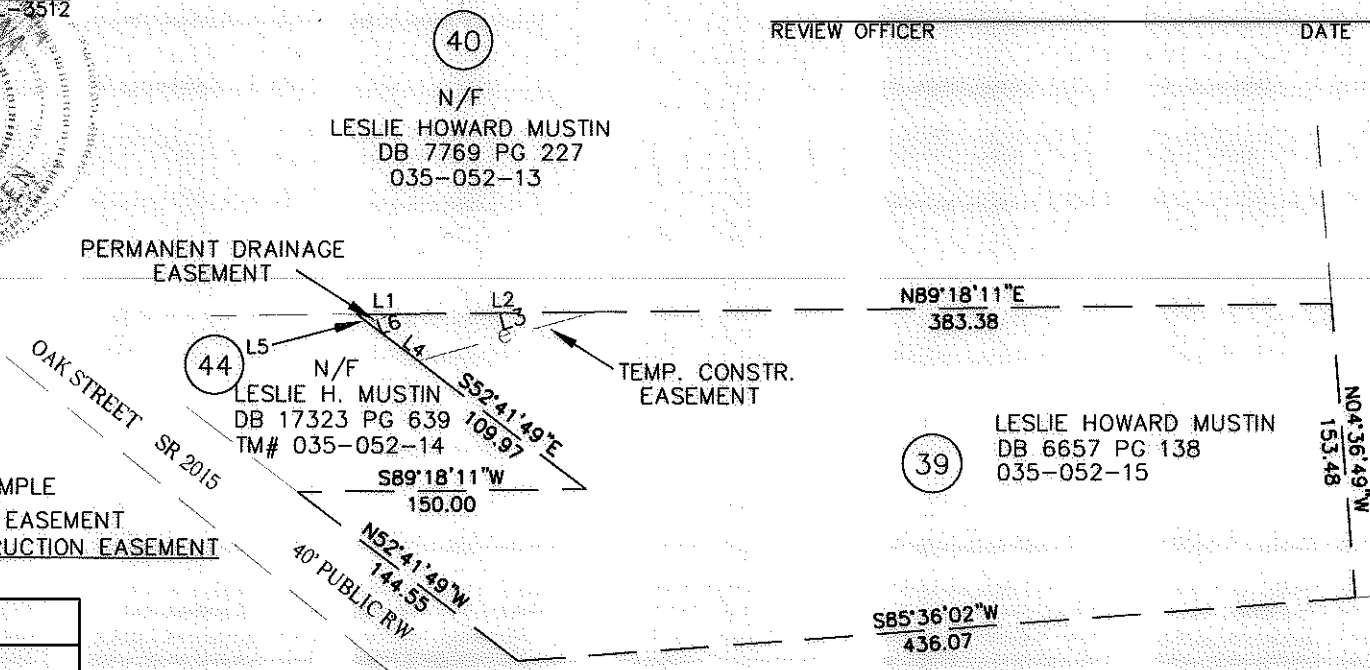 -3512
REVIEW OFFICER
DATE
40
N/F
LESLIE HOWARD MUSTIN
DB 7769 PG 227
035-052-13
PERMANENT DRAINAGE
EASEMENT
L1
L2
L3
L6
L4
L5
N89°18'11"E
383.38
TEMP. CONSTR.
EASEMENT
44
N/F
LESLIE H. MUSTIN
DB 17323 PG 639
TM# 035-052-14
OAK STREET SR 2015
S52°41'49"E
109.97
S89°18'11"W
150.00
39
LESLIE HOWARD MUSTIN
DB 6657 PG 138
035-052-15
N04°36'49"W
153.48
MPLE
EASEMENT
RUCTION EASEMENT
N52°41'49"W
144.55
40' PUBLIC RW
S85°36'02"W
436.07